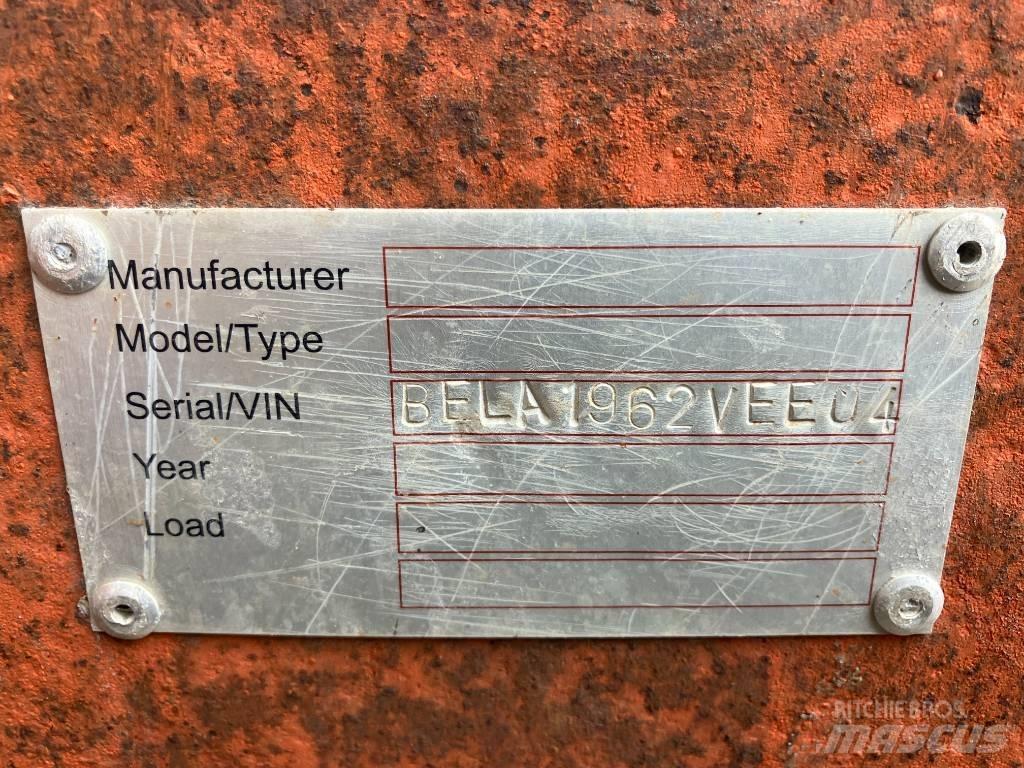 Manufacturer
Model/Type
Serial/VIN BELA1962VEE04
Year
Load
RITCHIE BROS.
mascus